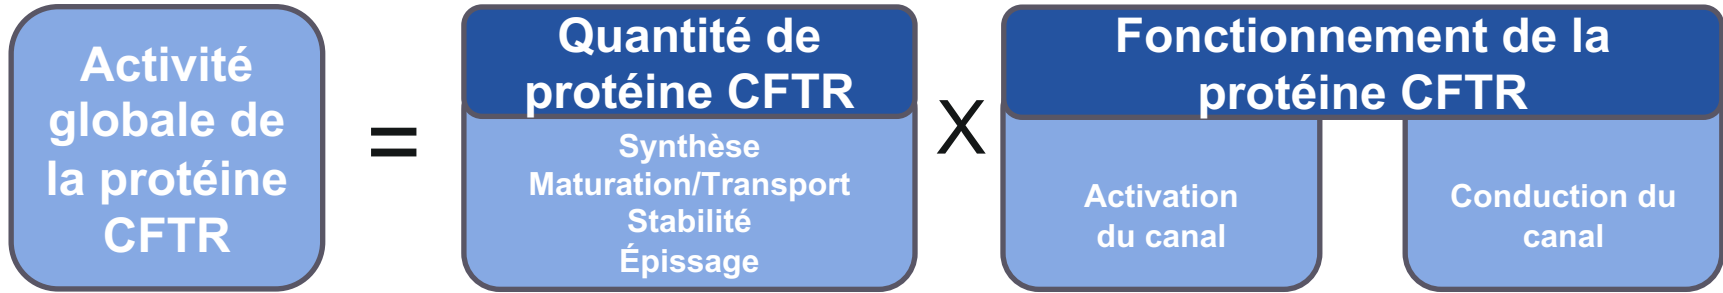 Activité
globale de
la protéine
CFTR
=
Quantité de
protéine CFTR
Synthèse
Maturation/Transport
Stabilité
Épissage
X
Fonctionnement de la
protéine CFTR
Activation
du canal
Conduction du
canal